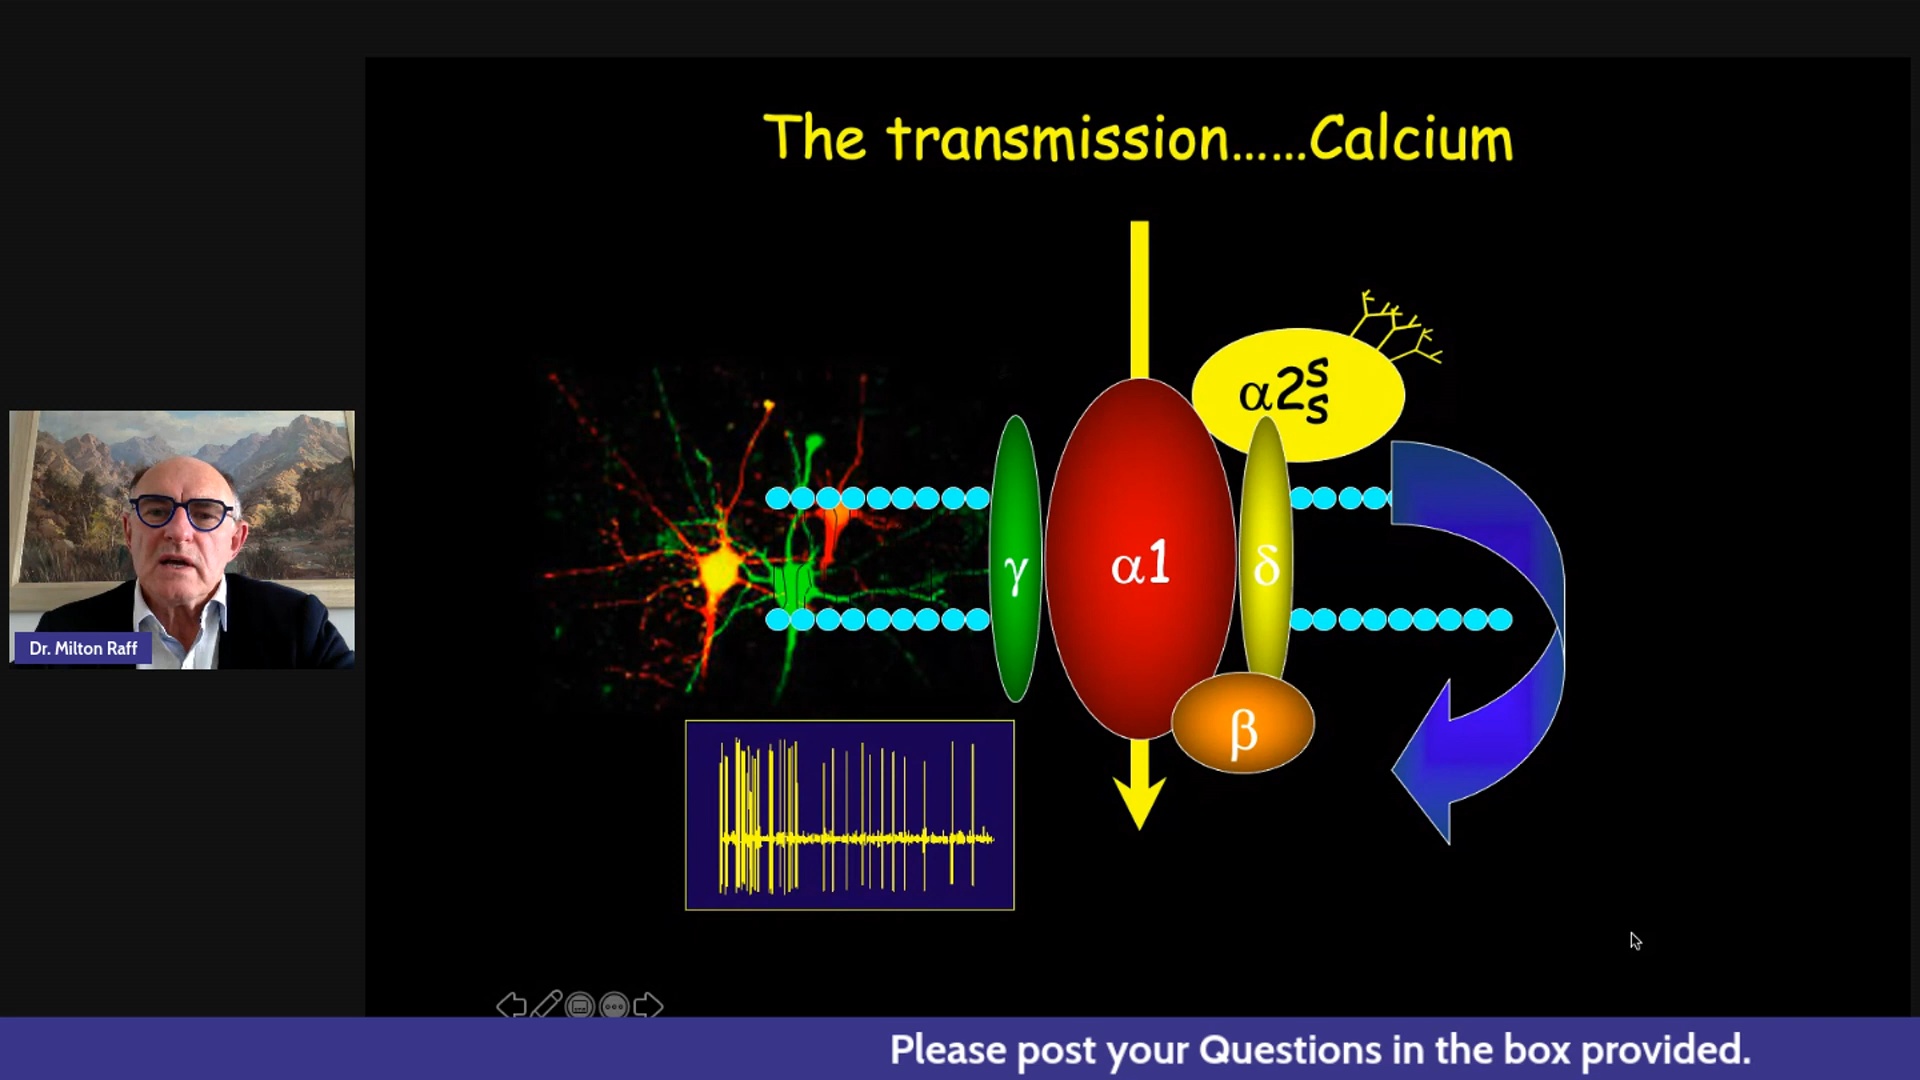 The transmission......Calcium
α2
s
s
γ
α1
δ
β
Dr. Milton Raff
Please post your Questions in the box provided.